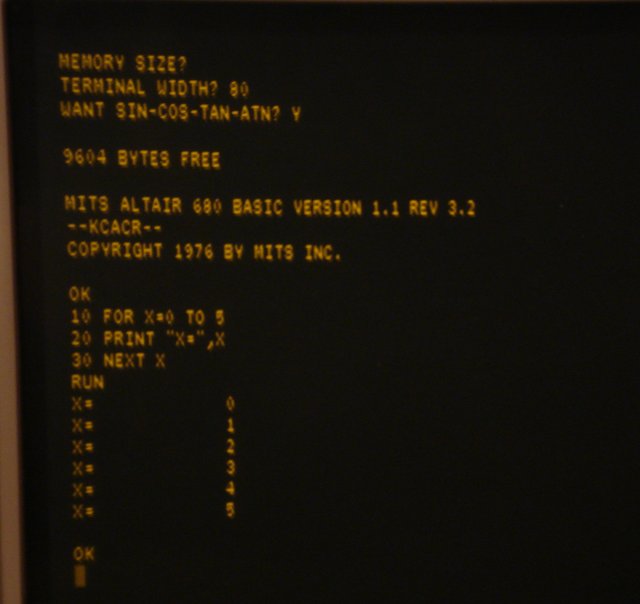 MEMORY SIZE?
TERMINAL WIDTH? 80
WANT SIN-COS-TAN-ATN? Y
9604 BYTES FREE
MITS ALTAIR 680 BASIC VERSION 1.1 REV 3.2
--KCACR--
COPYRIGHT 1976 BY MITS INC.
OK
10 FOR X=0 TO 5
20 PRINT "X=",X
30 NEXT X
RUN
X= 0
X= 1
X= 2
X= 3
X= 4
X= 5
OK